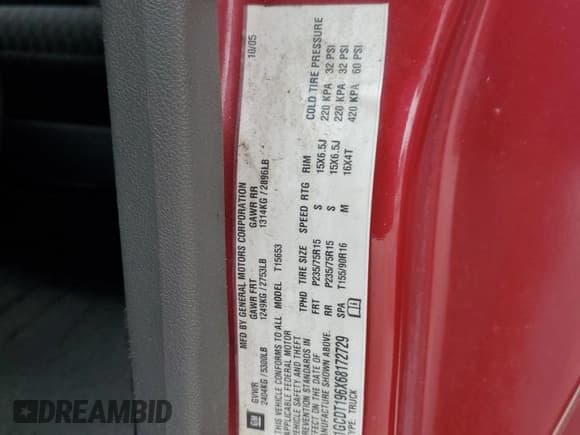 MFD BY GENERAL MOTORS CORPORATION 10/05
GVWR GAWR FRT GAWR RR
2404KG/5300LB 1249KG/2753LB 1314KG/2896LB
THIS VEHICLE CONFORMS TO ALL MODEL T15653
APPLICABLE FEDERAL MOTOR
VEHICLE SAFETY AND THEFT
PREVENTION STANDARDS IN
EFFECT ON THE DATE OF
MANUFACTURE SHOWN ABOVE.
1GCDT196X68172729
TYPE: TRUCK
TPHD TIRE SIZE SPEED RTG RIM COLD TIRE PRESSURE
FRT P235/75R15 S 15X6.5J 220 KPA 32 PSI
RR P235/75R15 S 15X6.5J 220 KPA 32 PSI
SPA T155/90R16 M 16X4T 420 KPA 60 PSI
GM
DREAMBID.com